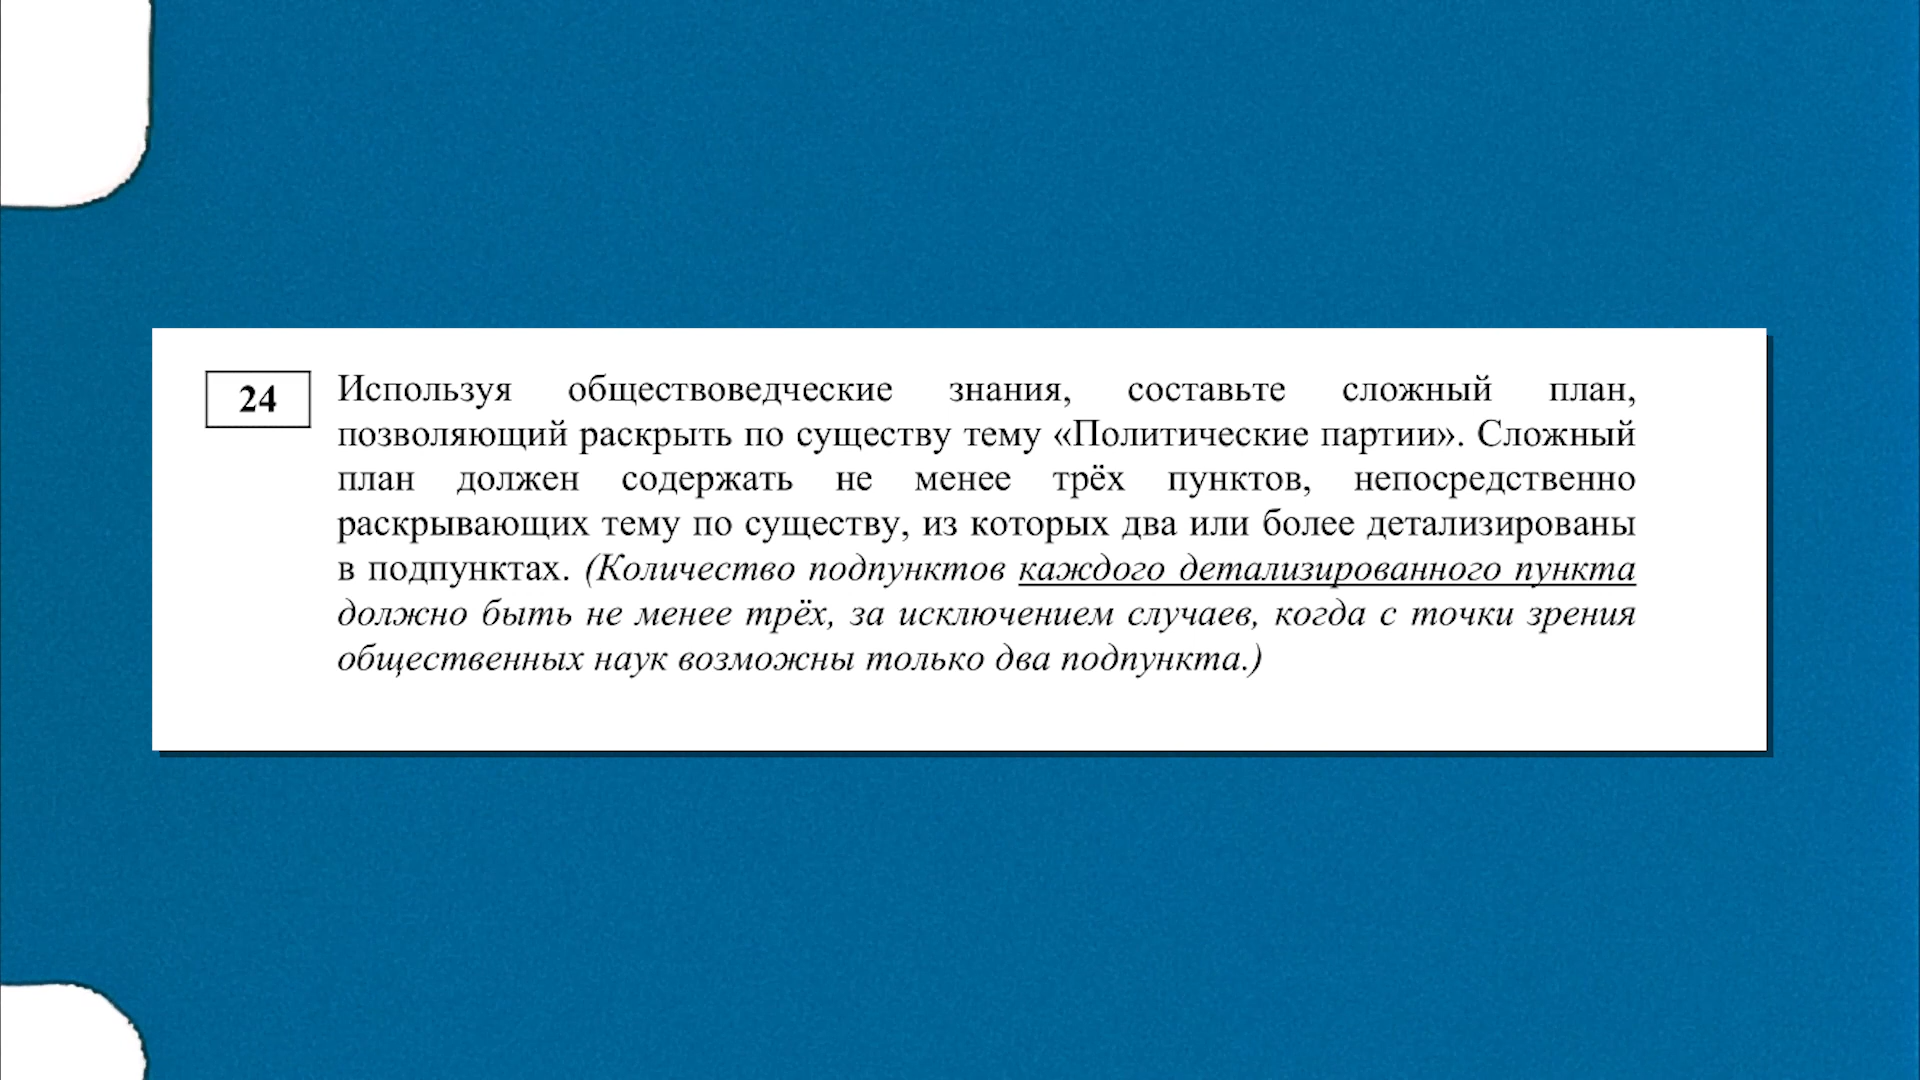 24
Используя обществоведческие знания, составьте сложный план,
позволяющий раскрыть по существу тему «Политические партии». Сложный
план должен содержать не менее трёх пунктов, непосредственно
раскрывающих тему по существу, из которых два или более детализированы
в подпунктах. (Количество подпунктов каждого детализированного пункта
должно быть не менее трёх, за исключением случаев, когда с точки зрения
общественных наук возможны только два подпункта.)